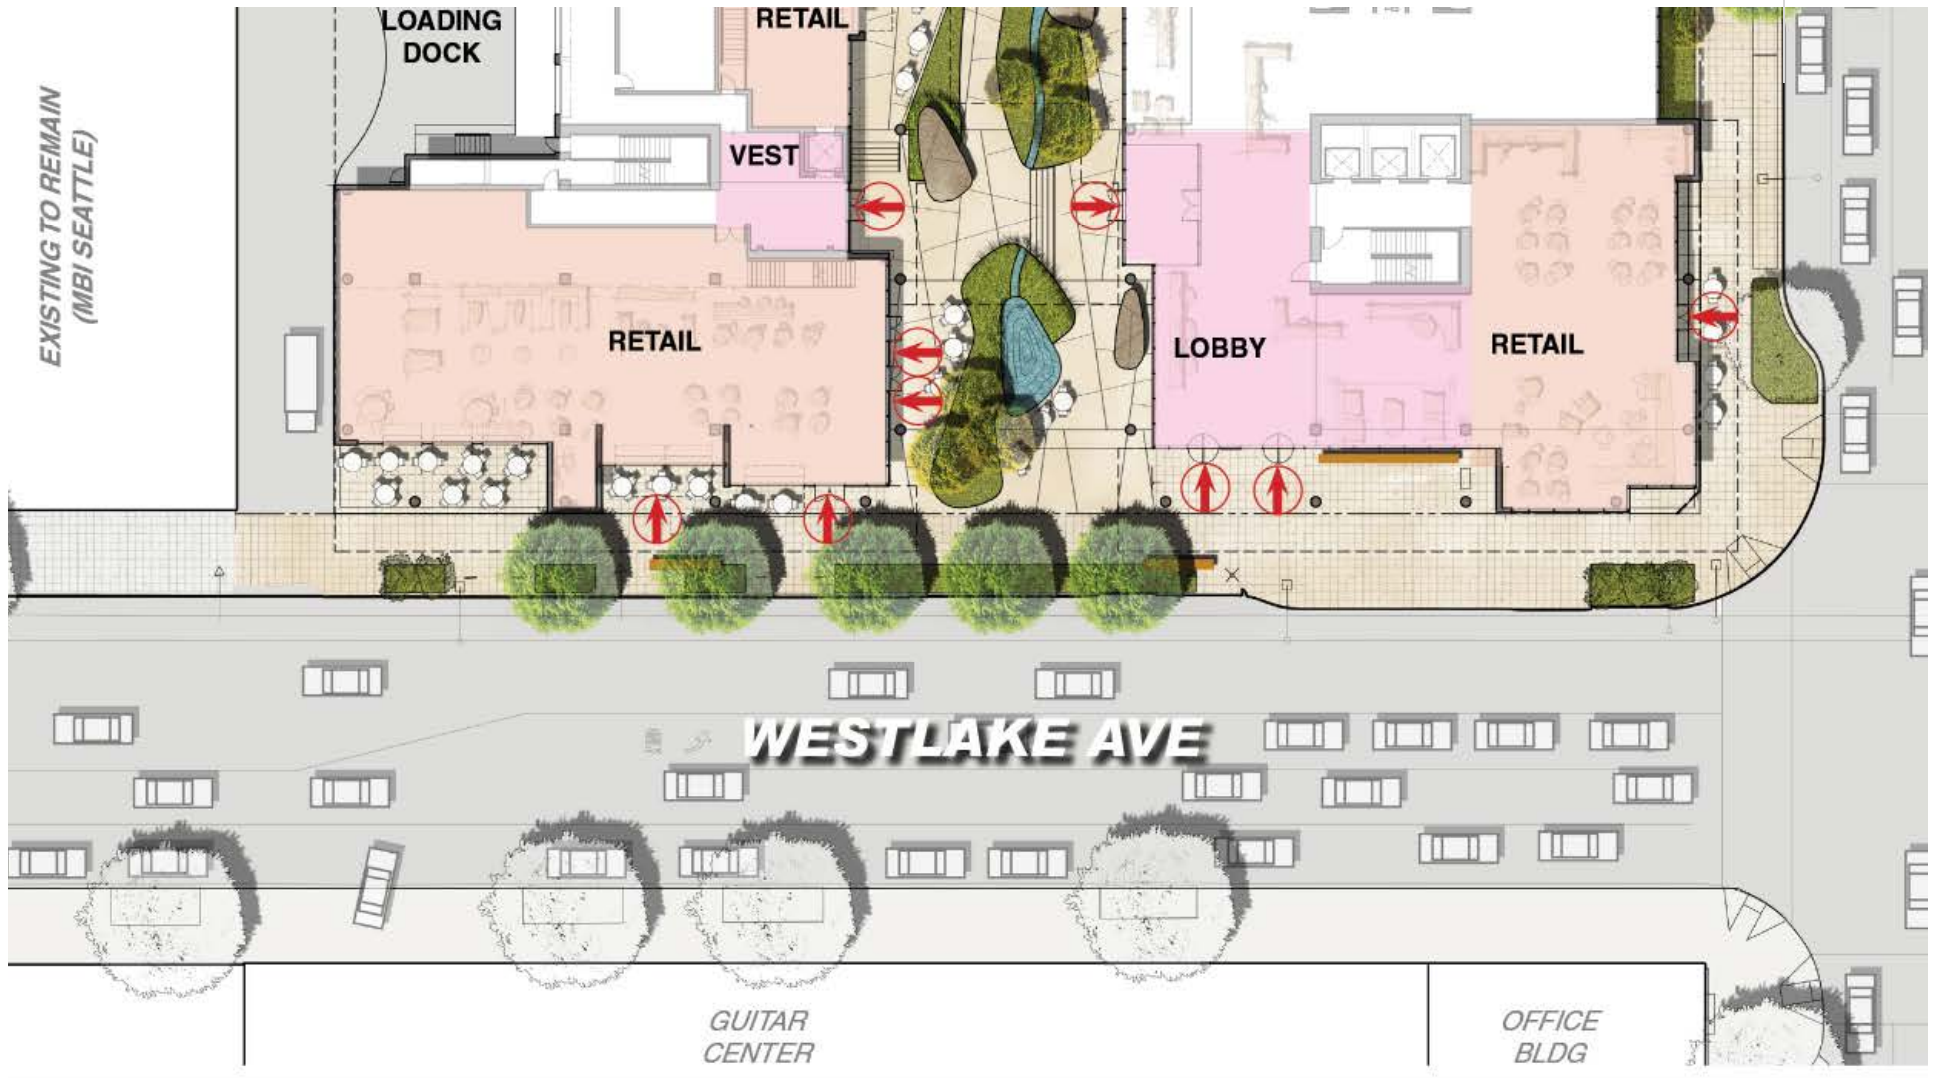 LOADING
DOCK
RETAIL
EXISTING TO REMAIN
(MBI SEATTLE)
VEST
RETAIL
LOBBY
RETAIL
WESTLAKE AVE
GUITAR
CENTER
OFFICE
BLDG